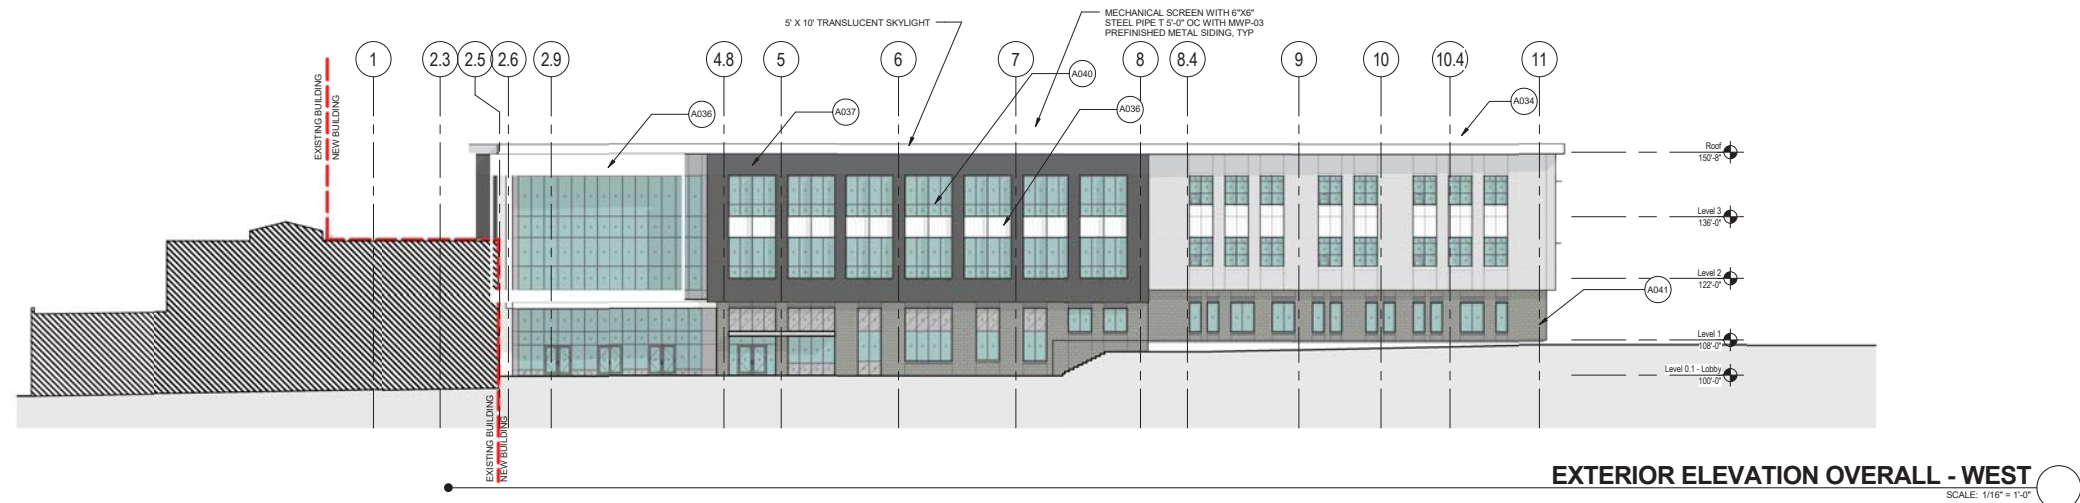 5' X 10' TRANSLUCENT SKYLIGHT
MECHANICAL SCREEN WITH 6"X6"
STEEL PIPE T 5'-0" OC WITH MWP-03
PREFINISHED METAL SIDING, TYP
1
2.3
2.5
2.6
2.9
4.8
5
6
7
8
8.4
9
10
10.4
11
EXISTING BUILDING
NEW BUILDING
A036
A037
A040
A036
A034
Roof
150'-8"
Level 3
136'-0"
Level 2
122'-0"
A041
Level 1
108'-0"
Level 0.1 - Lobby
100'-0"
EXISTING BUILDING
NEW BUILDING
EXTERIOR ELEVATION OVERALL - WEST
SCALE: 1/16" = 1'-0"